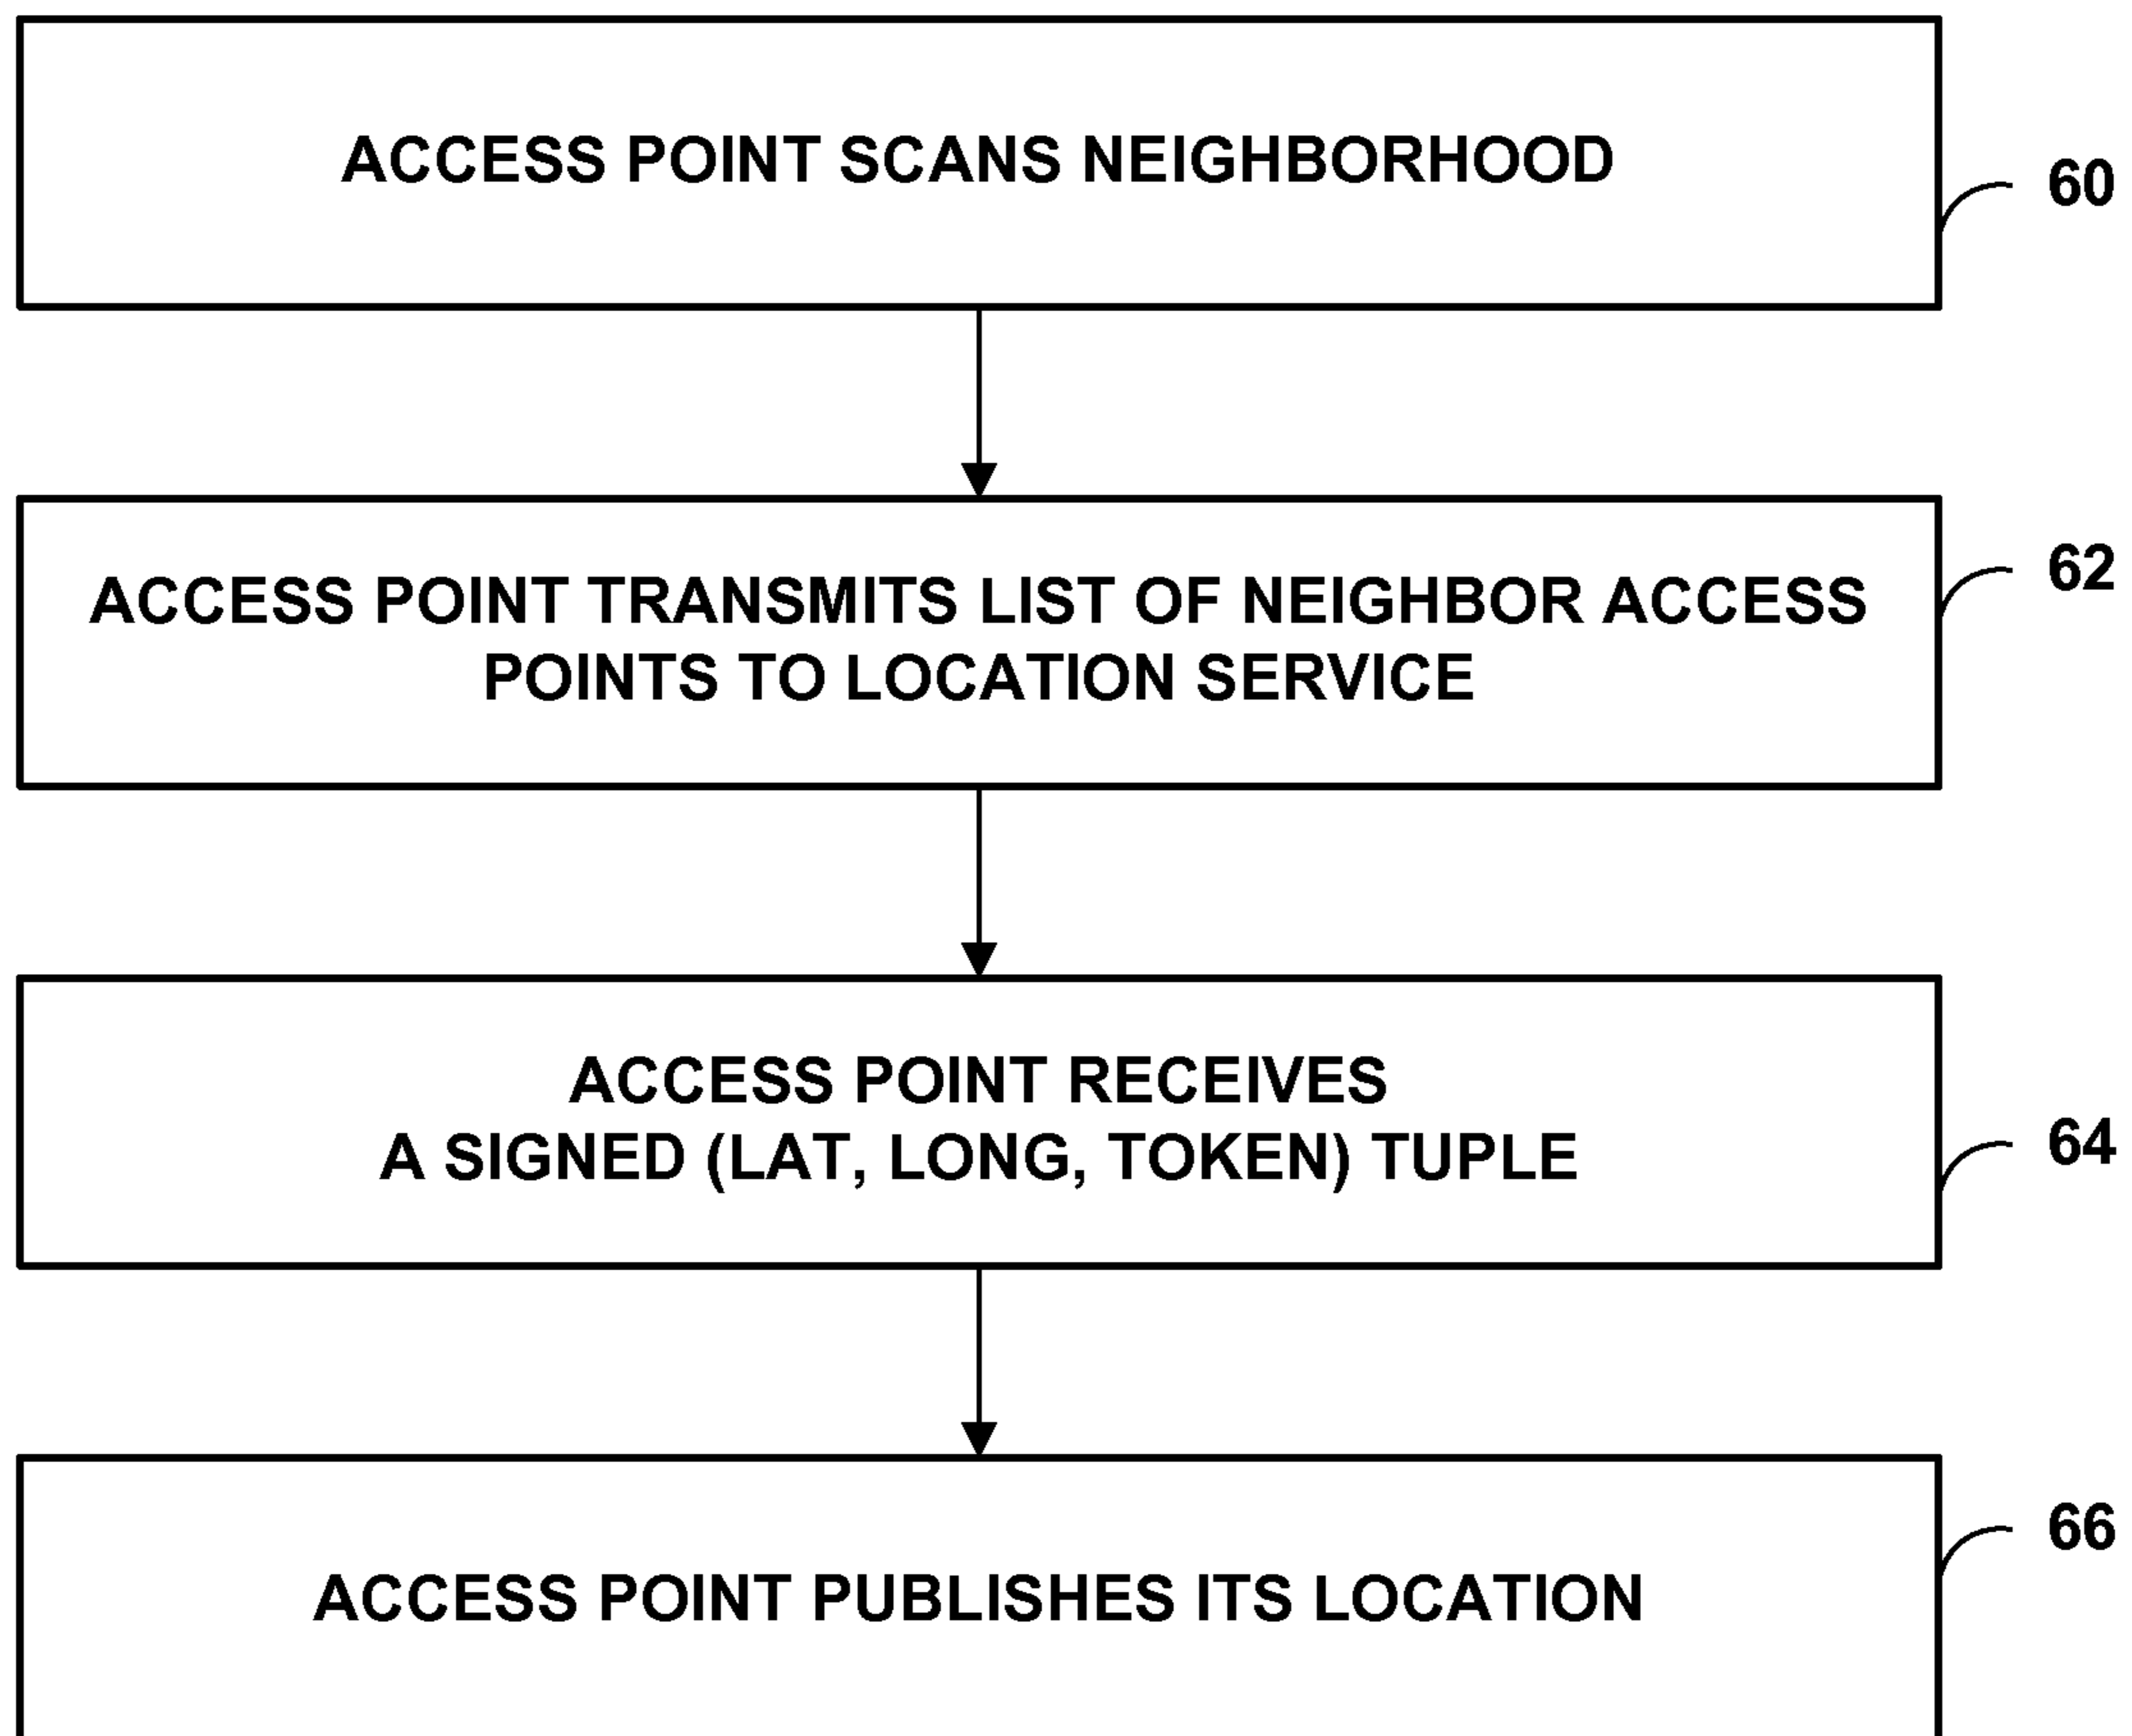 ACCESS POINT SCANS NEIGHBORHOOD
60
ACCESS POINT TRANSMITS LIST OF NEIGHBOR ACCESS
POINTS TO LOCATION SERVICE
62
ACCESS POINT RECEIVES
A SIGNED (LAT, LONG, TOKEN) TUPLE
64
ACCESS POINT PUBLISHES ITS LOCATION
66